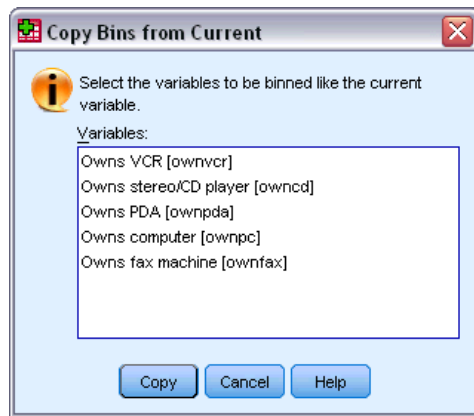 Copy Bins from Current
Select the variables to be binned like the current
variable.
Variables:
Owns VCR [ownvcr]
Owns stereo/CD player [owncd]
Owns PDA [ownpda]
Owns computer [ownpc]
Owns fax machine [ownfax]
Copy Cancel Help